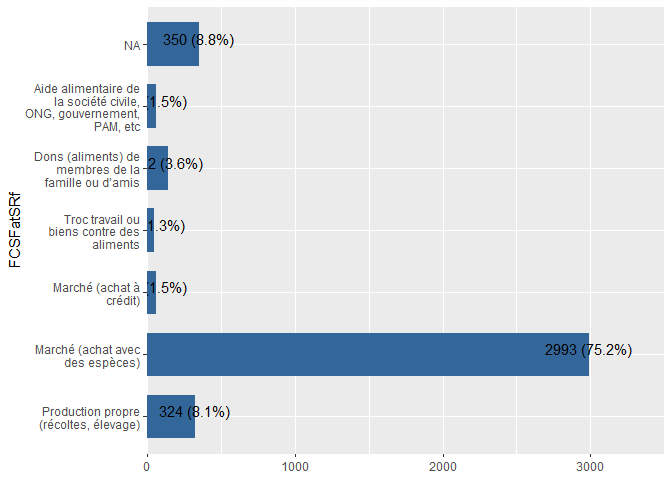 FCSFatSRf
NA
350 (8.8%)
Aide alimentaire de
la société civile,
ONG, gouvernement,
PAM, etc
1.5%)
Dons (aliments) de
membres de la
famille ou d'amis
2 (3.6%)
Troc travail ou
biens contre des
aliments
1.3%)
Marché (achat à
crédit)
1.5%)
Marché (achat avec
des espèces)
2993 (75.2%)
Production propre
(récoltes, élevage)
324 (8.1%)
0 1000 2000 3000